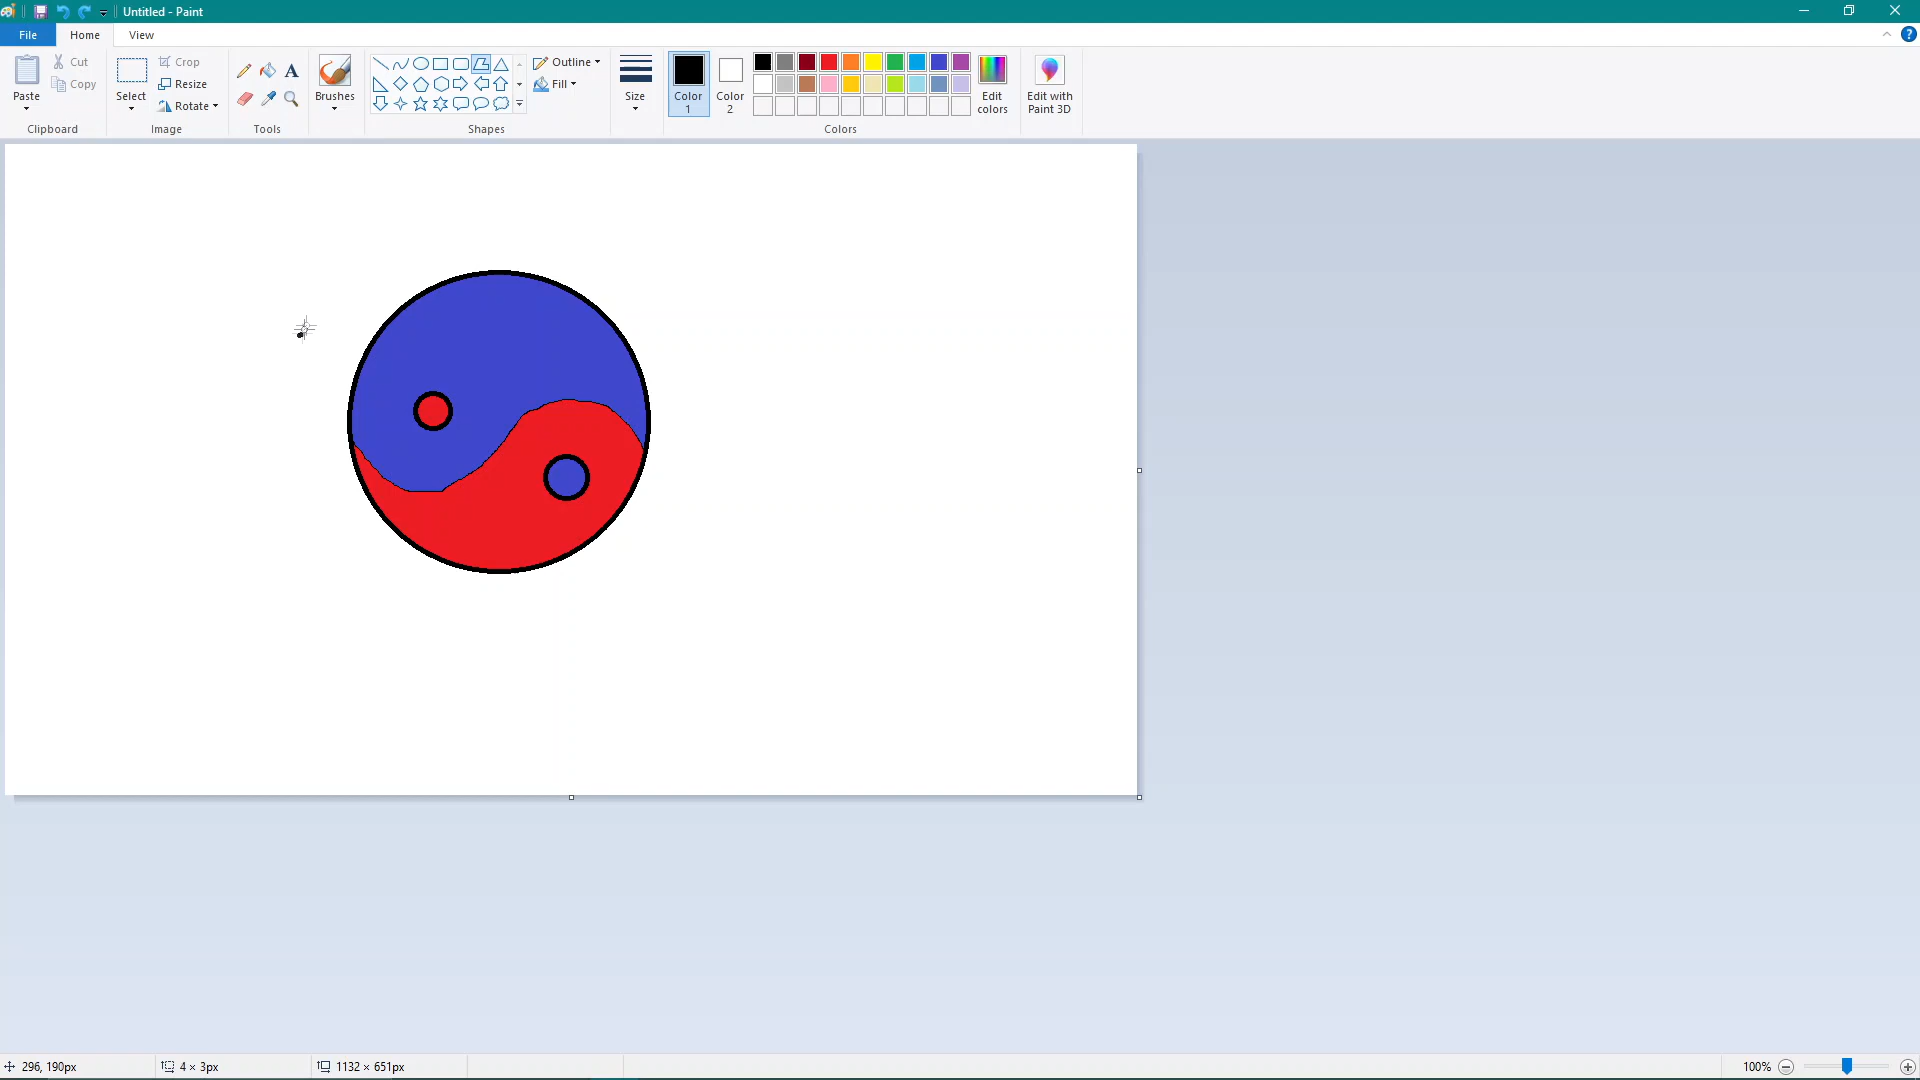 Untitled - Paint
File Home View
Paste
Cut
Copy
Clipboard
Select
Crop
Resize
Rotate
Image
A
Tools
Brushes
Outline
Fill
Shapes
Size
Color 1
Color 2
Colors
Edit colors
Edit with Paint 3D
?
296, 190px
4 × 3px
1132 × 651px
100%